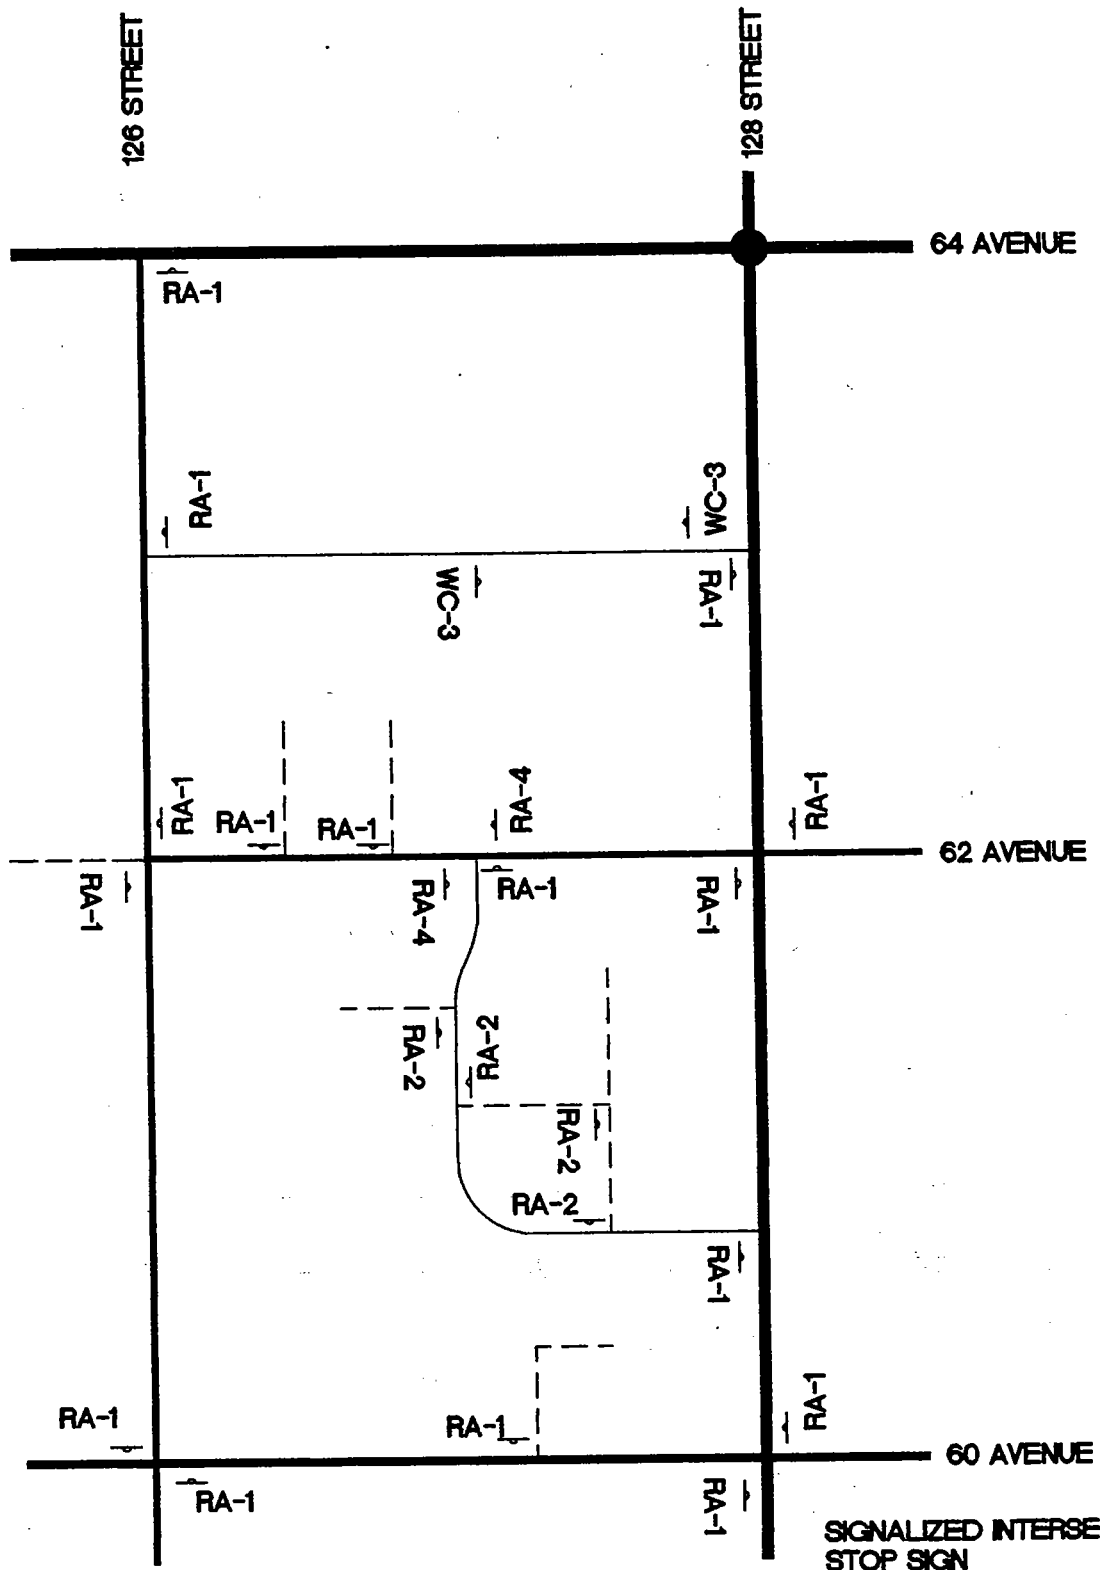 126 STREET
128 STREET
64 AVENUE
RA-1
RA-1
WC-3
WC-3
RA-1
RA-1
RA-1
RA-1
RA-4
RA-1
62 AVENUE
RA-1
RA-4
RA-1
RA-1
RA-2
RA-2
RA-2
RA-2
RA-1
RA-1
RA-1
RA-1
60 AVENUE
RA-1
RA-1
SIGNALIZED INTERSE
STOP SIGN